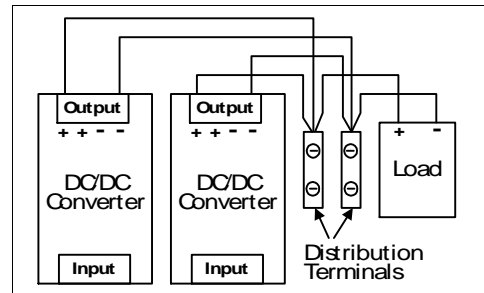 Output
+ + - -
DC/DC
Converter
Input
Output
+ + - -
DC/DC
Converter
Input
+ -
Load
Distribution
Terminals